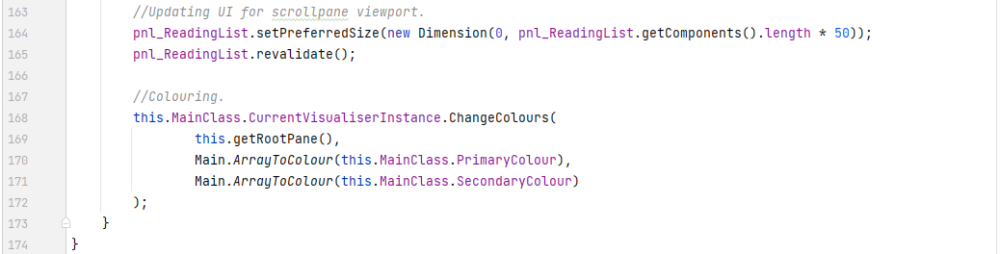 163 //Updating UI for scrollpane viewport.
164 pnl_ReadingList.setPreferredSize(new Dimension(0, pnl_ReadingList.getComponents().length * 50));
165 pnl_ReadingList.revalidate();
166
167 //Colouring.
168 this.MainClass.CurrentVisualiserInstance.ChangeColours(
169 this.getRootPane(),
170 Main.ArrayToColour(this.MainClass.PrimaryColour),
171 Main.ArrayToColour(this.MainClass.SecondaryColour)
172 );
173 }
174 }